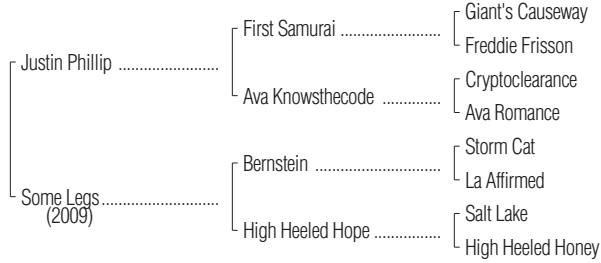 Giant's Causeway
First Samurai ....................
Freddie Frisson
Justin Phillip ....................
Cryptoclearance
Ava Knowsthecode ............
Ava Romance
Storm Cat
Bernstein .........................
La Affirmed
Some Legs........................
(2009)
Salt Lake
High Heeled Hope .............
High Heeled Honey